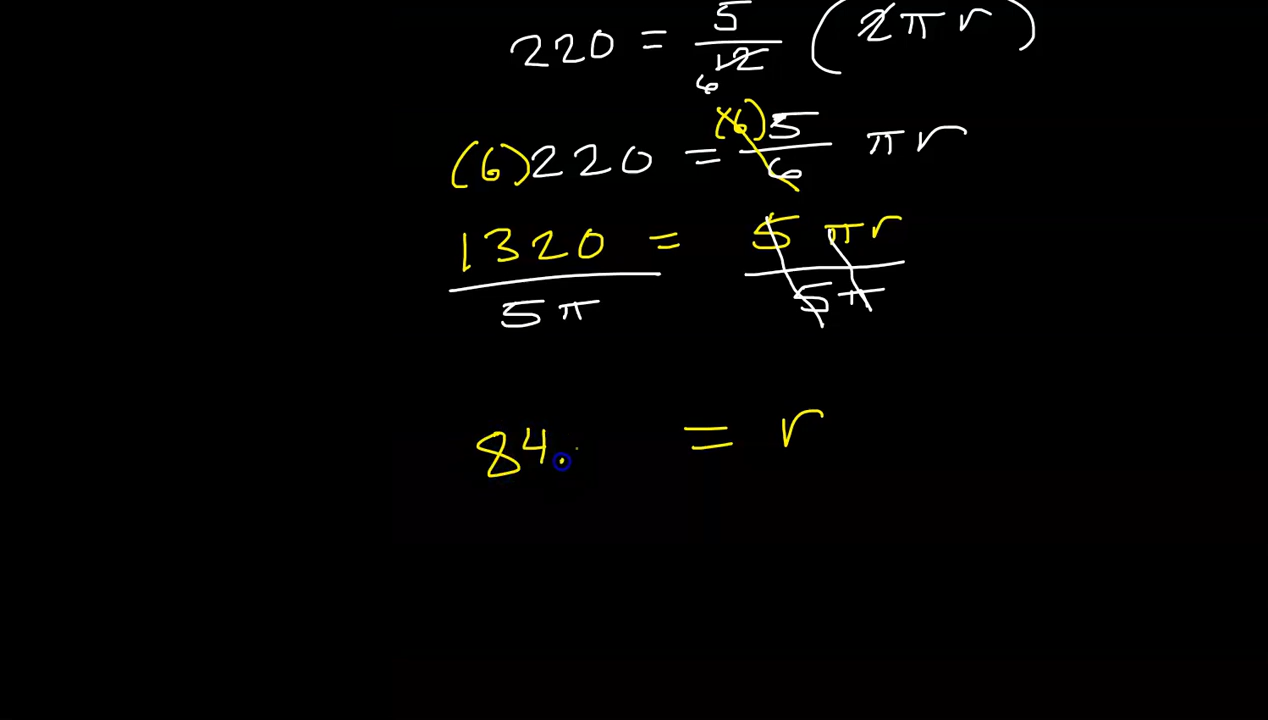 220 = 5/12 (2πr)
6
(6)220 = (6)5/6 πr
1320 = 5πr
5π 5π
84. = r